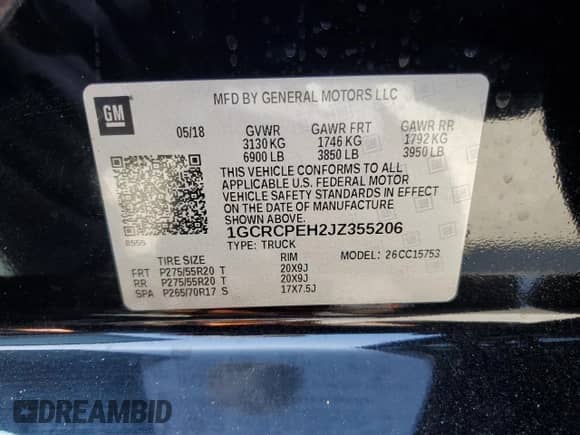 GM
MFD BY GENERAL MOTORS LLC
05/18 GVWR GAWR FRT GAWR RR
3130 KG 1746 KG 1792 KG
6900 LB 3850 LB 3950 LB
THIS VEHICLE CONFORMS TO ALL
APPLICABLE U.S. FEDERAL MOTOR
VEHICLE SAFETY STANDARDS IN EFFECT
ON THE DATE OF MANUFACTURE
SHOWN ABOVE.
1GCRCPEH2JZ355206
TYPE: TRUCK
MODEL: 26CC15753
TIRE SIZE RIM
FRT P275/55R20 T 20X9J
RR P275/55R20 T 20X9J
SPA P265/70R17 S 17X7.5J
DREAMBID